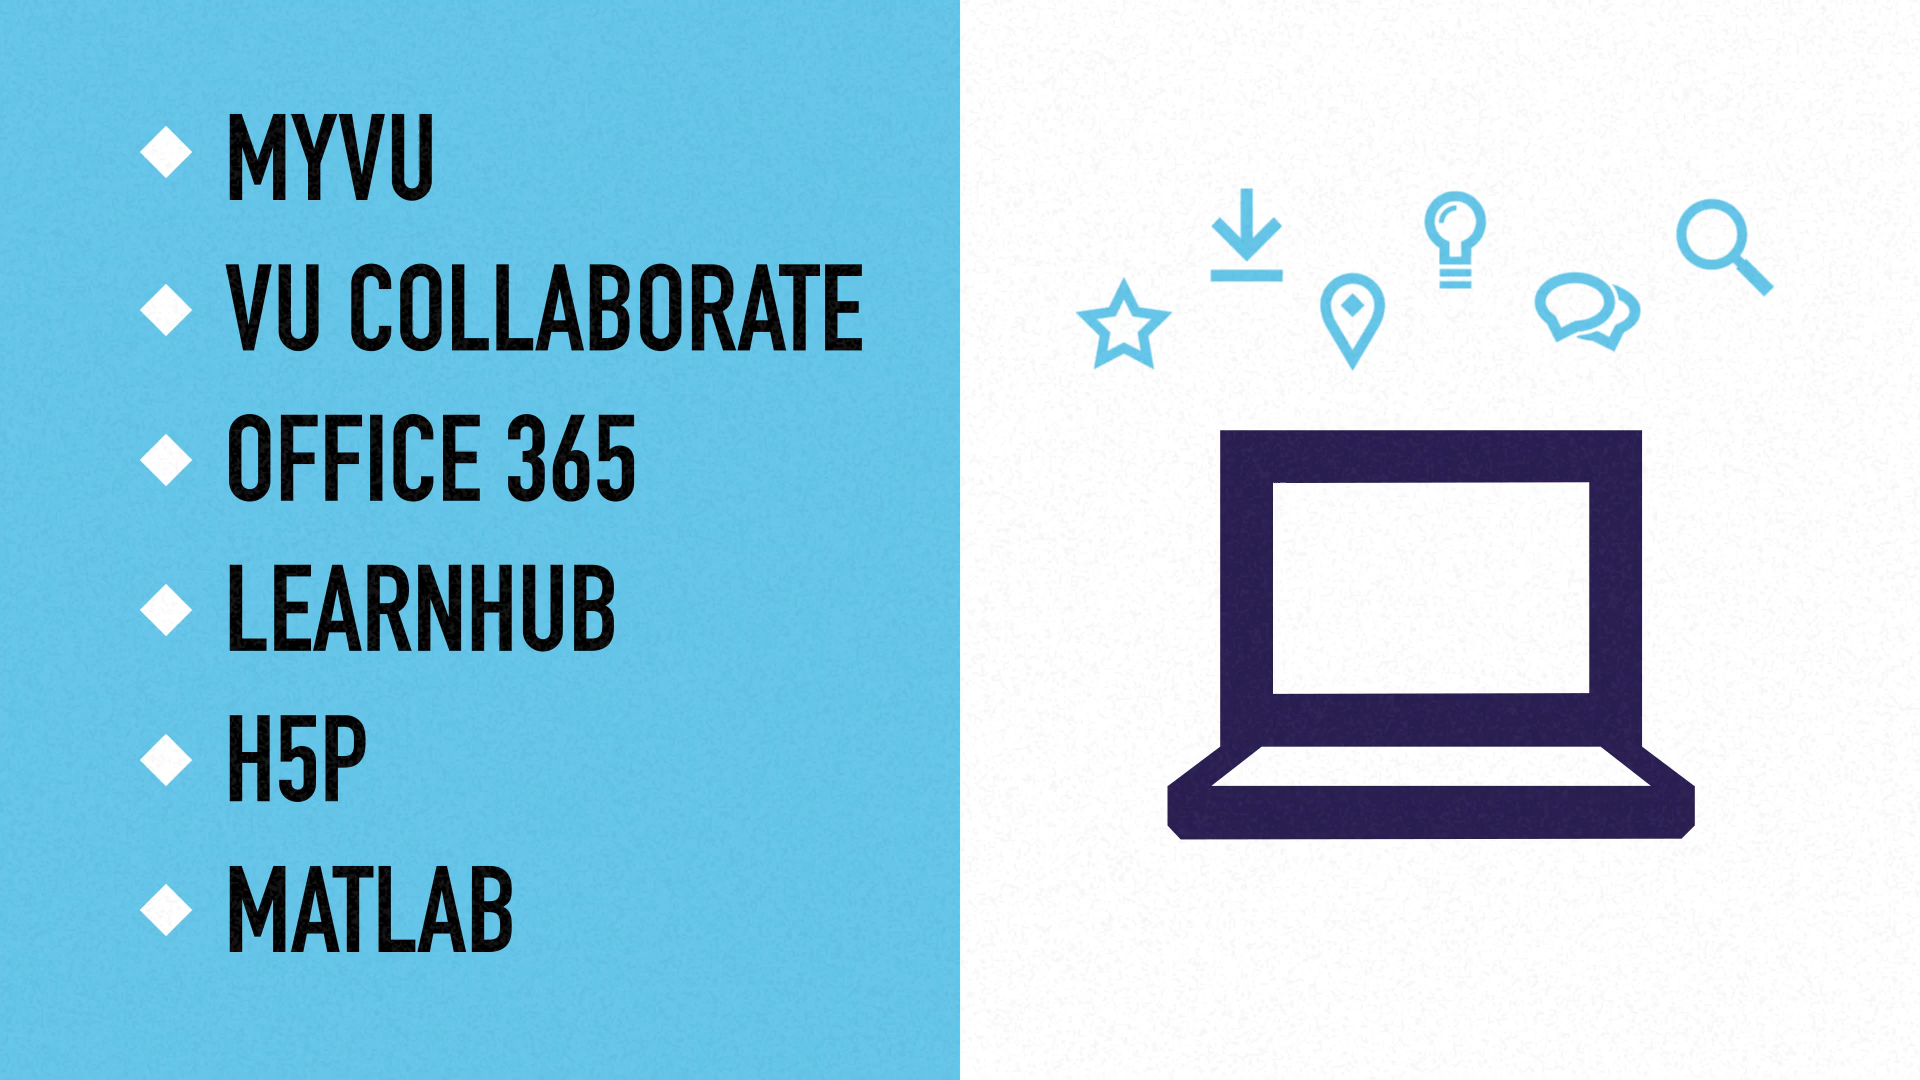 MYVU
VU COLLABORATE
OFFICE 365
LEARNHUB
H5P
MATLAB